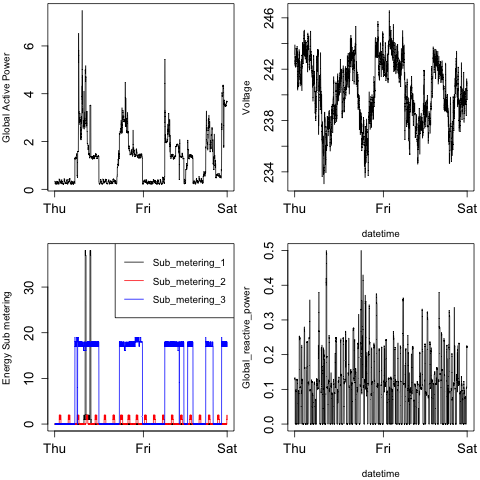 Global Active Power
0 2 4 6
Thu Fri Sat
Voltage
234 238 242 246
Thu Fri Sat
datetime
Energy Sub metering
0 10 20 30
Thu Fri Sat
Sub_metering_1
Sub_metering_2
Sub_metering_3
Global_reactive_power
0.0 0.1 0.2 0.3 0.4 0.5
Thu Fri Sat
datetime